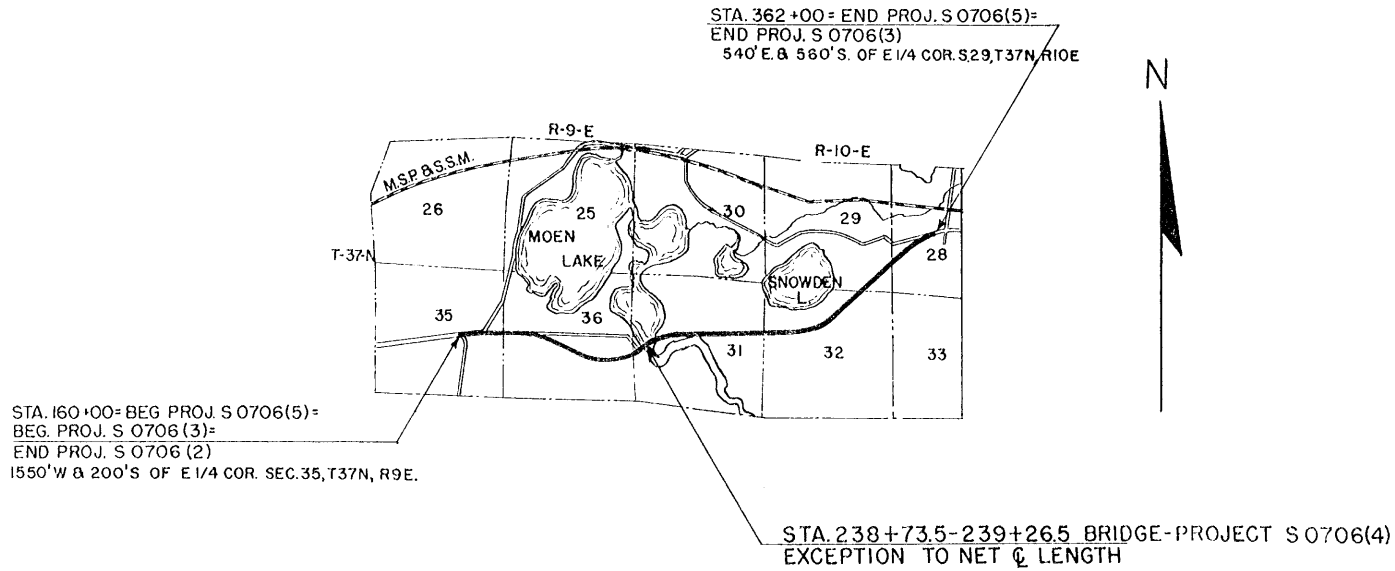 STA. 362+00= END PROJ. S 0706(5)=
END PROJ. S 0706(3)
540' E. & 560' S. OF E 1/4 COR. S.29, T37N, R10E
N
R-9-E
R-10-E
M.S.P. & S.S.M.
26
25
30
29
MOEN
LAKE
T-37-N
28
SNOWDEN
L.
35
36
31
32
33
STA. 160+00= BEG PROJ. S 0706(5)=
BEG. PROJ. S 0706 (3)=
END PROJ. S 0706 (2)
1550' W & 200'S OF E 1/4 COR. SEC. 35, T37N, R9E.
STA. 238+73.5-239+26.5 BRIDGE-PROJECT S 0706(4)
EXCEPTION TO NET ℄ LENGTH